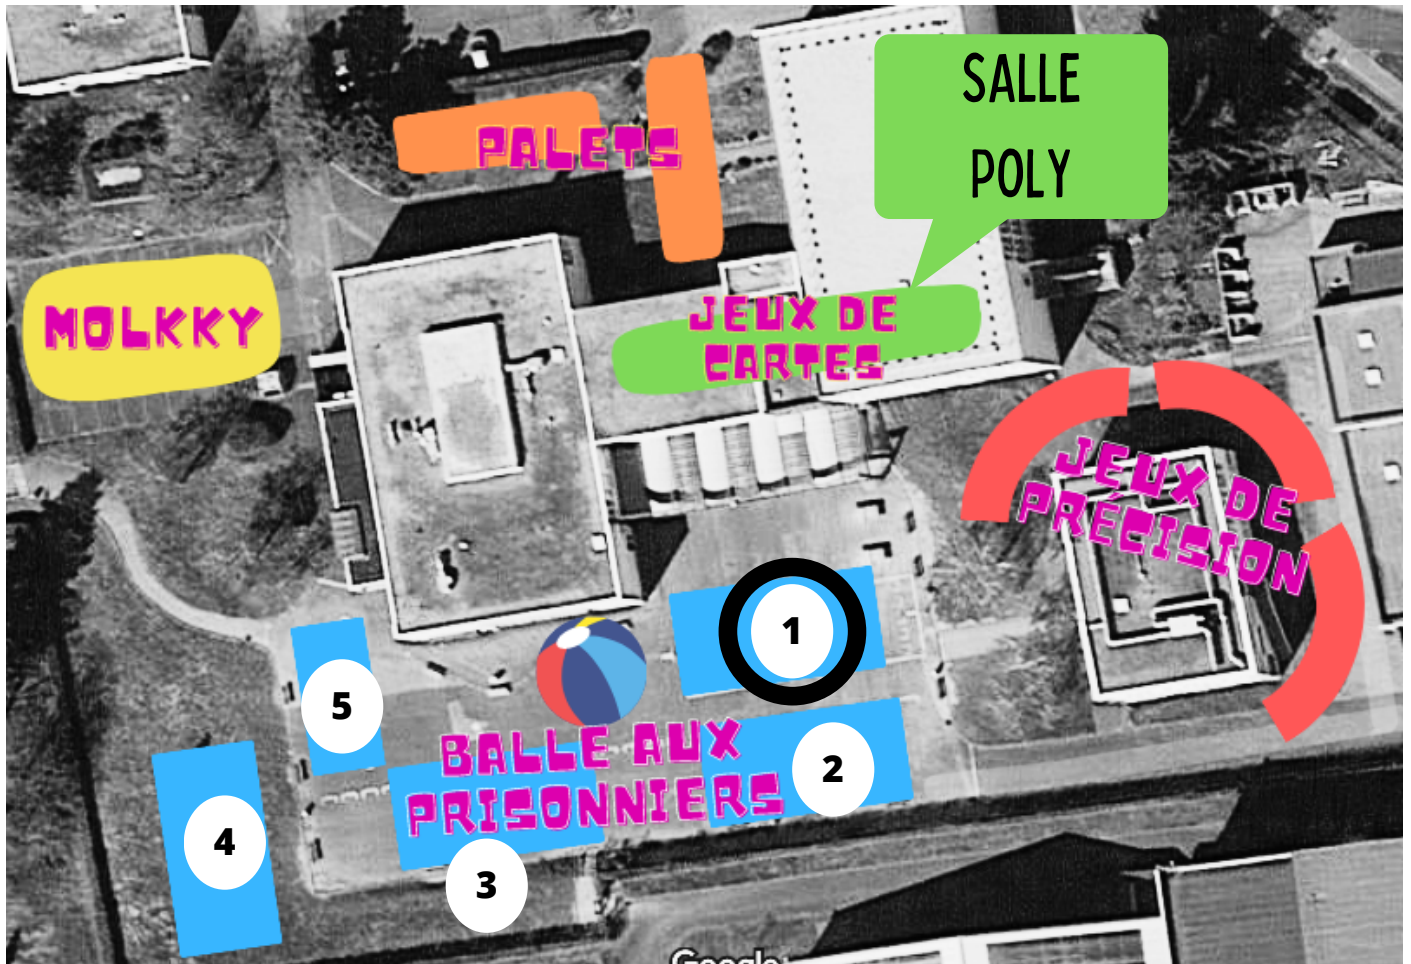 SALLE
POLY
PALETS
MOLKKY
JEUX DE
CARTES
JEUX DE
PRÉCISION
1
5
BALLE AUX
PRISONNIERS
2
4
3
Google